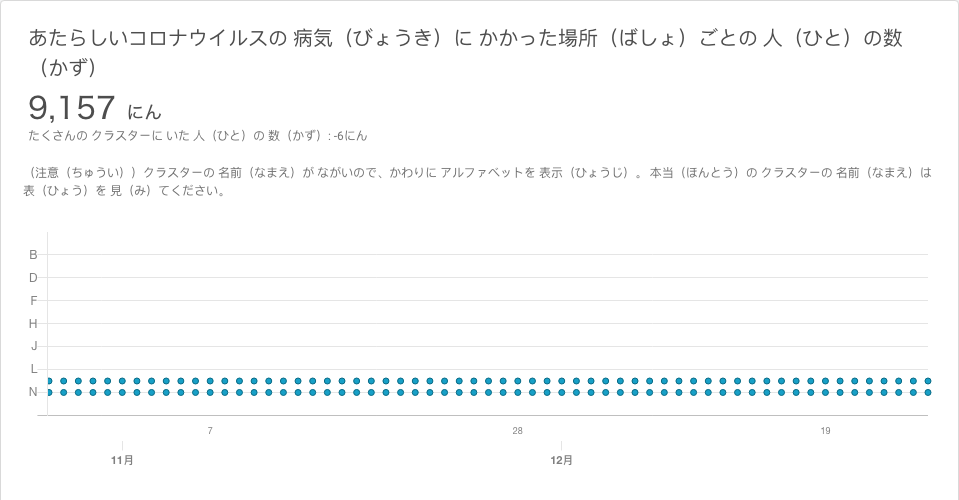 あたらしいコロナウイルスの 病気（びょうき）に かかった場所（ばしょ）ごとの 人（ひと）の数
（かず）
9,157 にん
たくさんの クラスターに いた 人（ひと）の 数（かず）: -6にん
（注意（ちゅうい））クラスターの 名前（なまえ）が ながいので、かわりに アルファベットを 表示（ひょうじ）。 本当（ほんとう）の クラスターの 名前（なまえ）は
表（ひょう）を 見（み）てください。
B
D
F
H
J
L
N
7 28 19
11月 12月